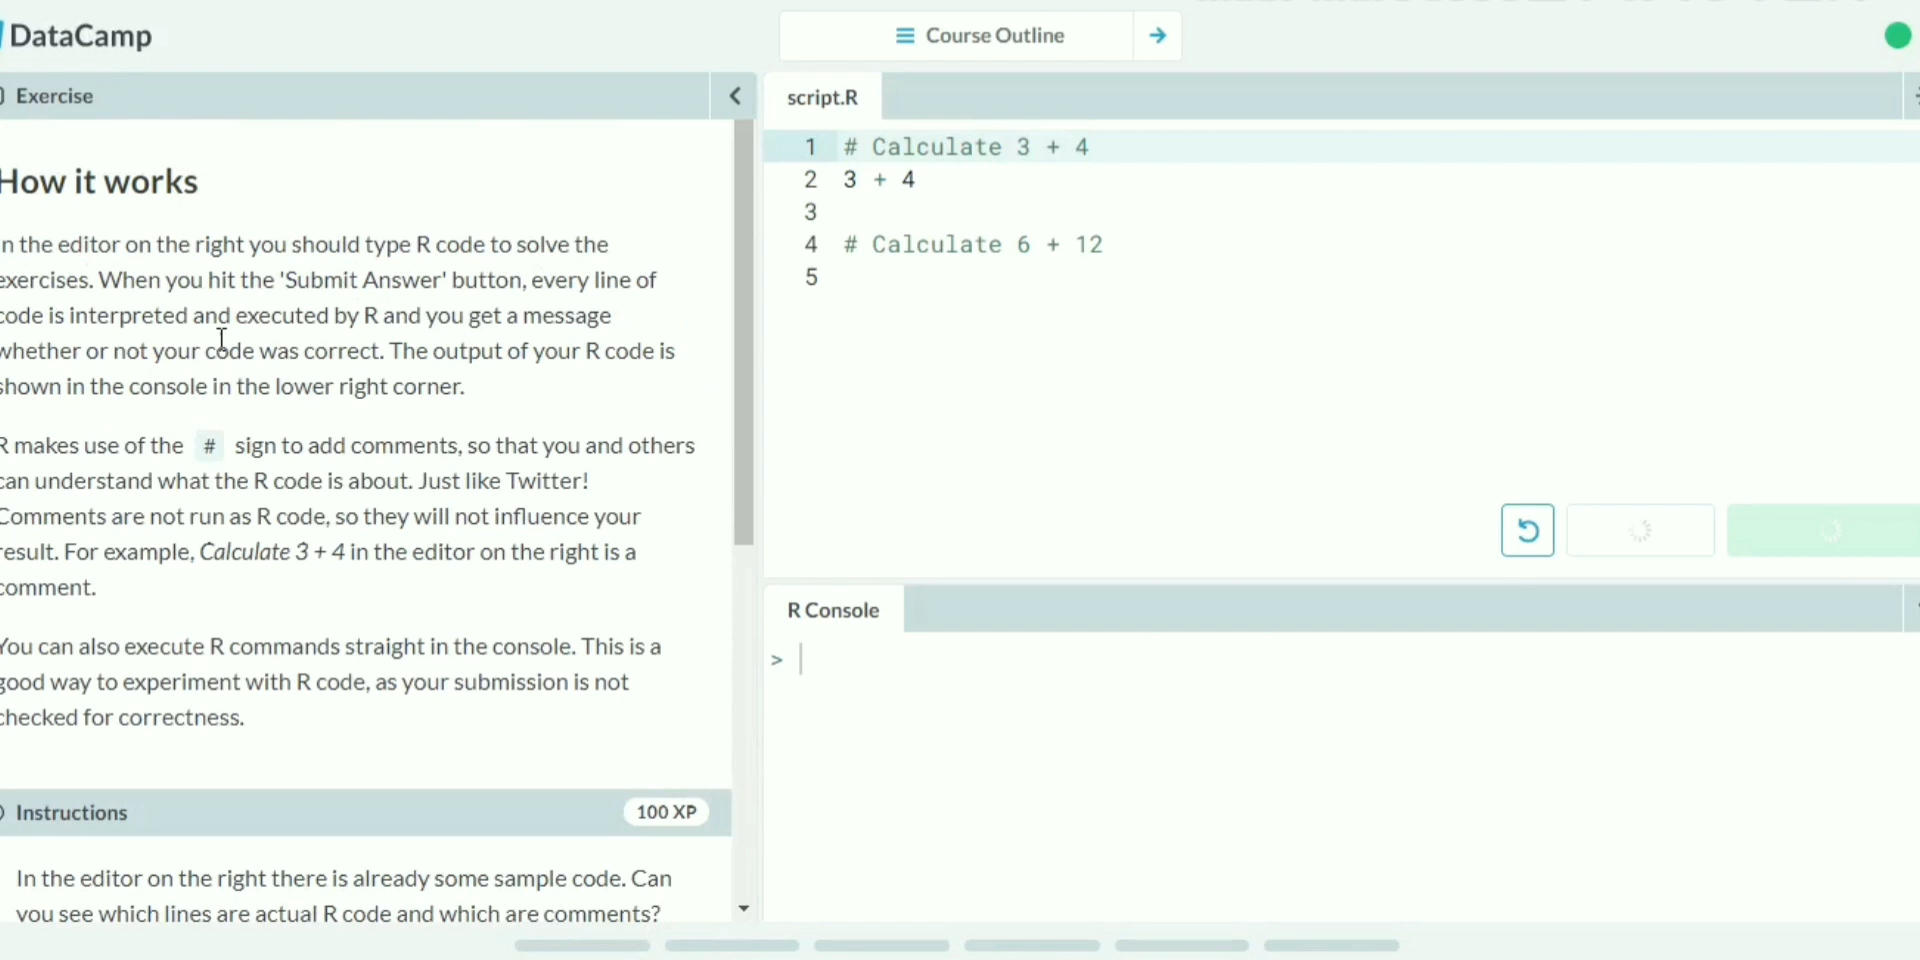 DataCamp
Course Outline
Exercise
script.R
How it works
In the editor on the right you should type R code to solve the
exercises. When you hit the 'Submit Answer' button, every line of
code is interpreted and executed by R and you get a message
whether or not your code was correct. The output of your R code is
shown in the console in the lower right corner.
R makes use of the # sign to add comments, so that you and others
can understand what the R code is about. Just like Twitter!
Comments are not run as R code, so they will not influence your
result. For example, Calculate 3 + 4 in the editor on the right is a
comment.
You can also execute R commands straight in the console. This is a
good way to experiment with R code, as your submission is not
checked for correctness.
Instructions
100 XP
In the editor on the right there is already some sample code. Can
you see which lines are actual R code and which are comments?
1 # Calculate 3 + 4
2 3 + 4
3
4 # Calculate 6 + 12
5
R Console
>